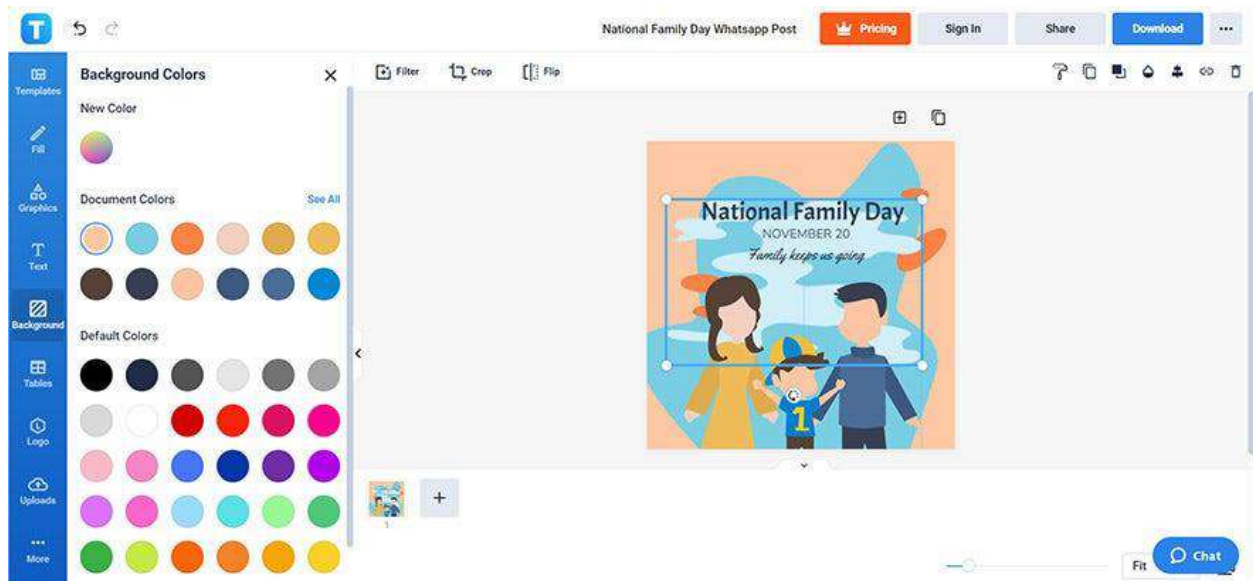 T
National Family Day Whatsapp Post
Pricing
Sign In
Share
Download
Templates
Fill
Graphics
Text
Background
Tables
Logo
Uploads
More
Background Colors
New Color
Document Colors
See All
Default Colors
Filter
Crop
Flip
National Family Day
NOVEMBER 20
Family keeps us going
1
1
Fit
Chat